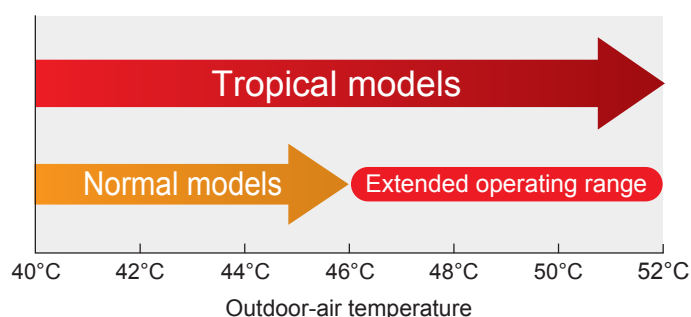 Tropical models
Normal models
Extended operating range
40°C
42°C
44°C
46°C
48°C
50°C
52°C
Outdoor-air temperature